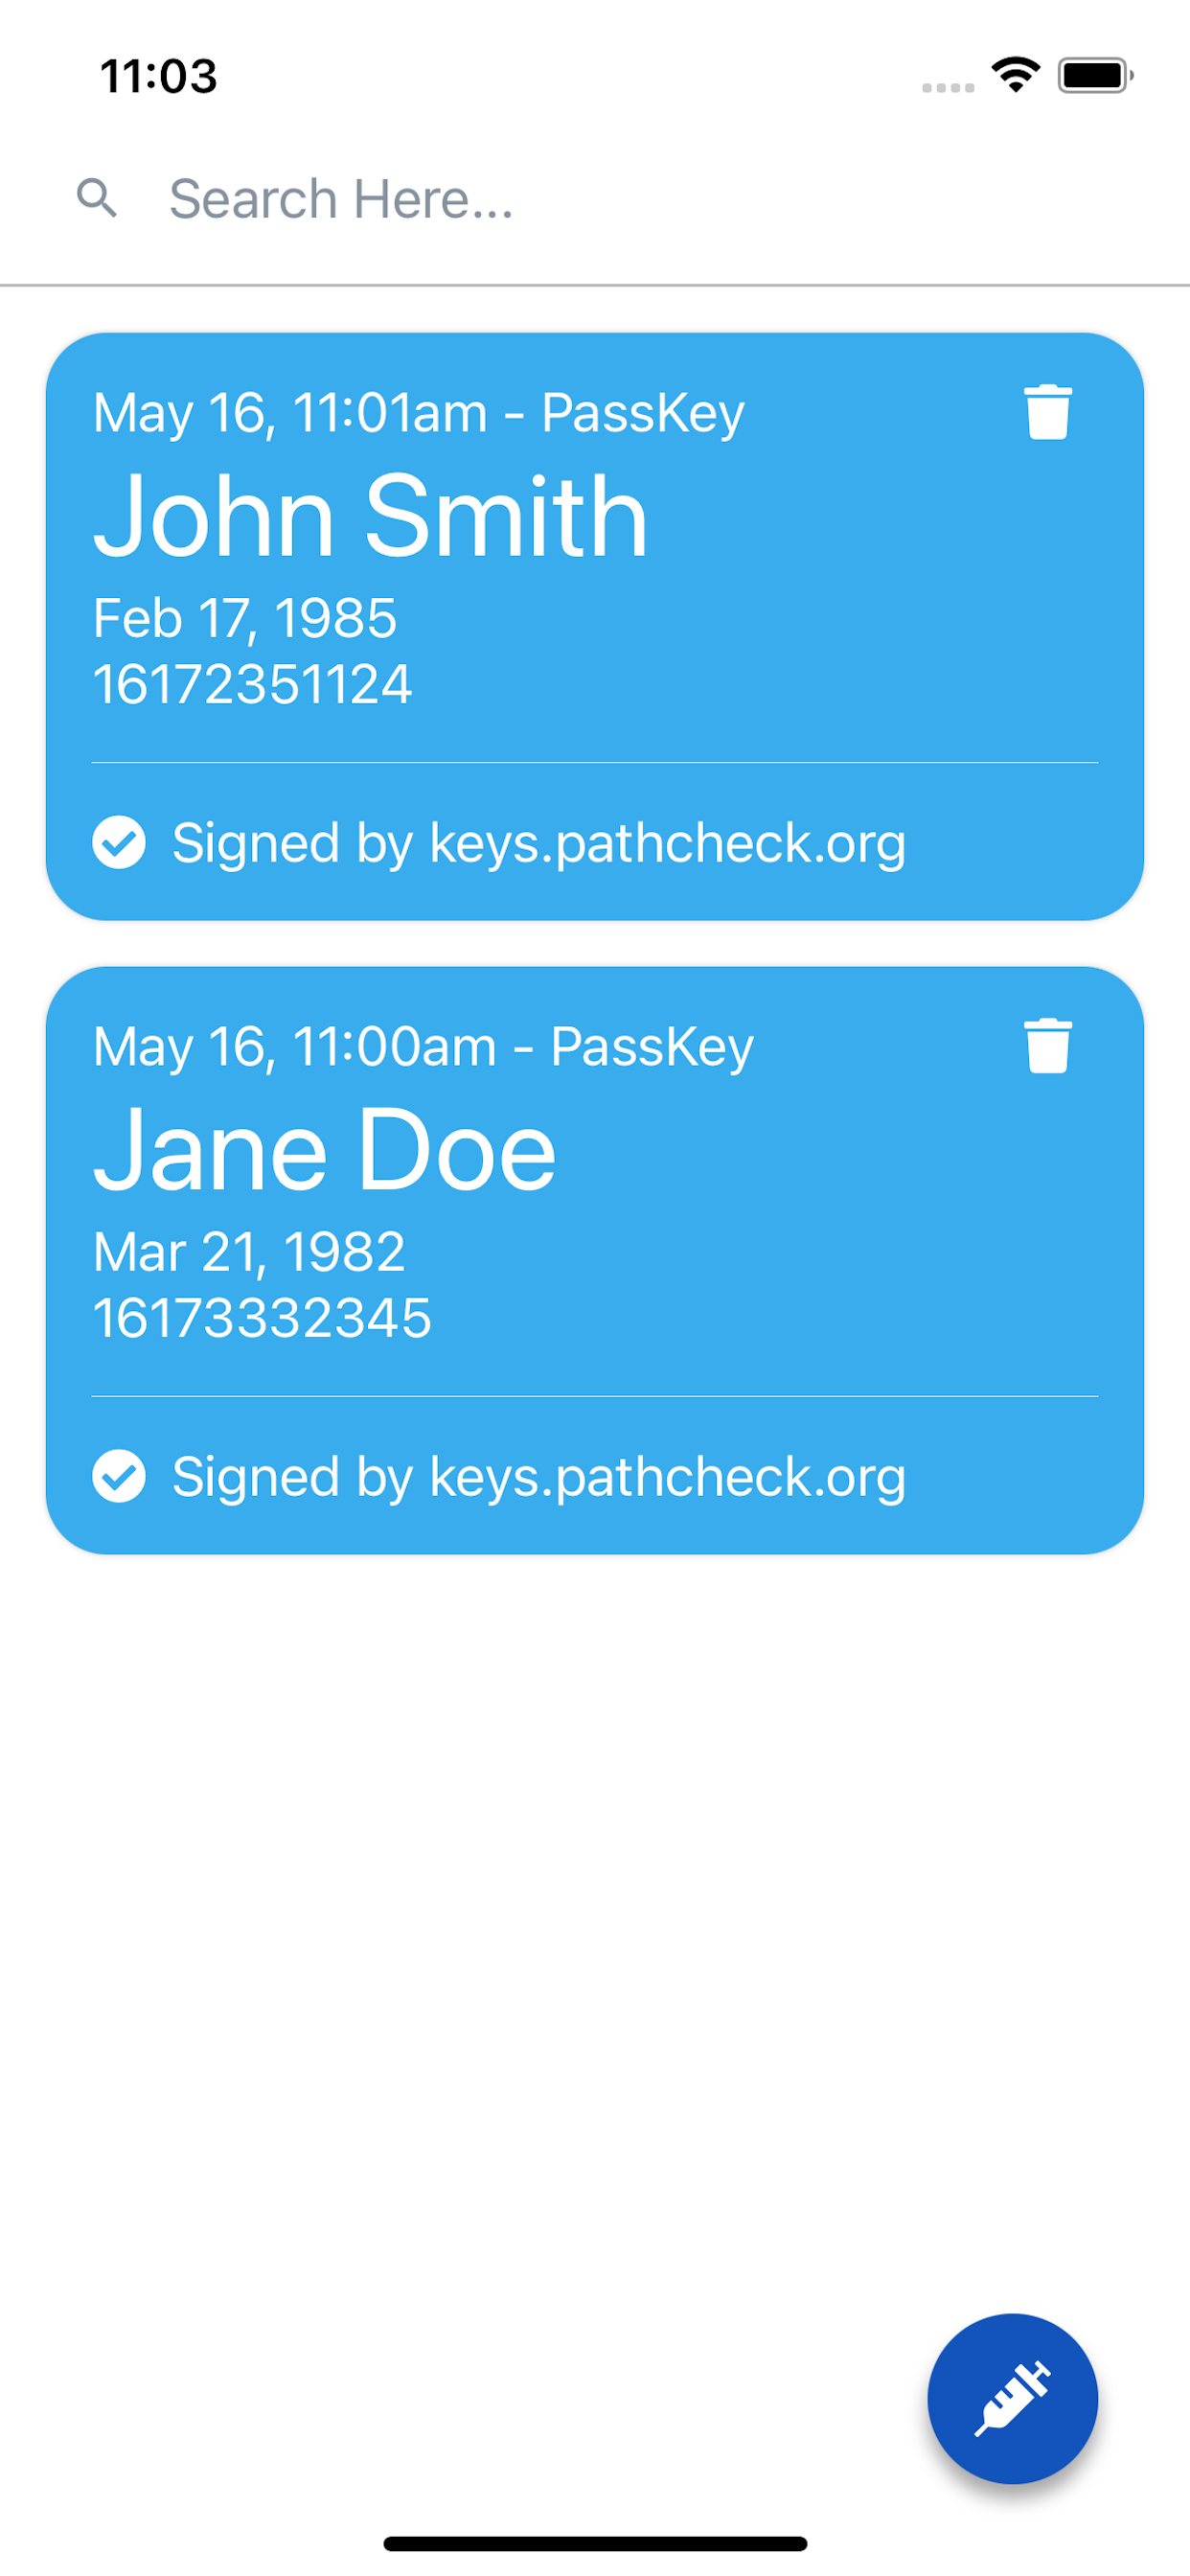 11:03
Search Here...
May 16, 11:01am - PassKey
John Smith
Feb 17, 1985
16172351124
Signed by keys.pathcheck.org
May 16, 11:00am - PassKey
Jane Doe
Mar 21, 1982
16173332345
Signed by keys.pathcheck.org